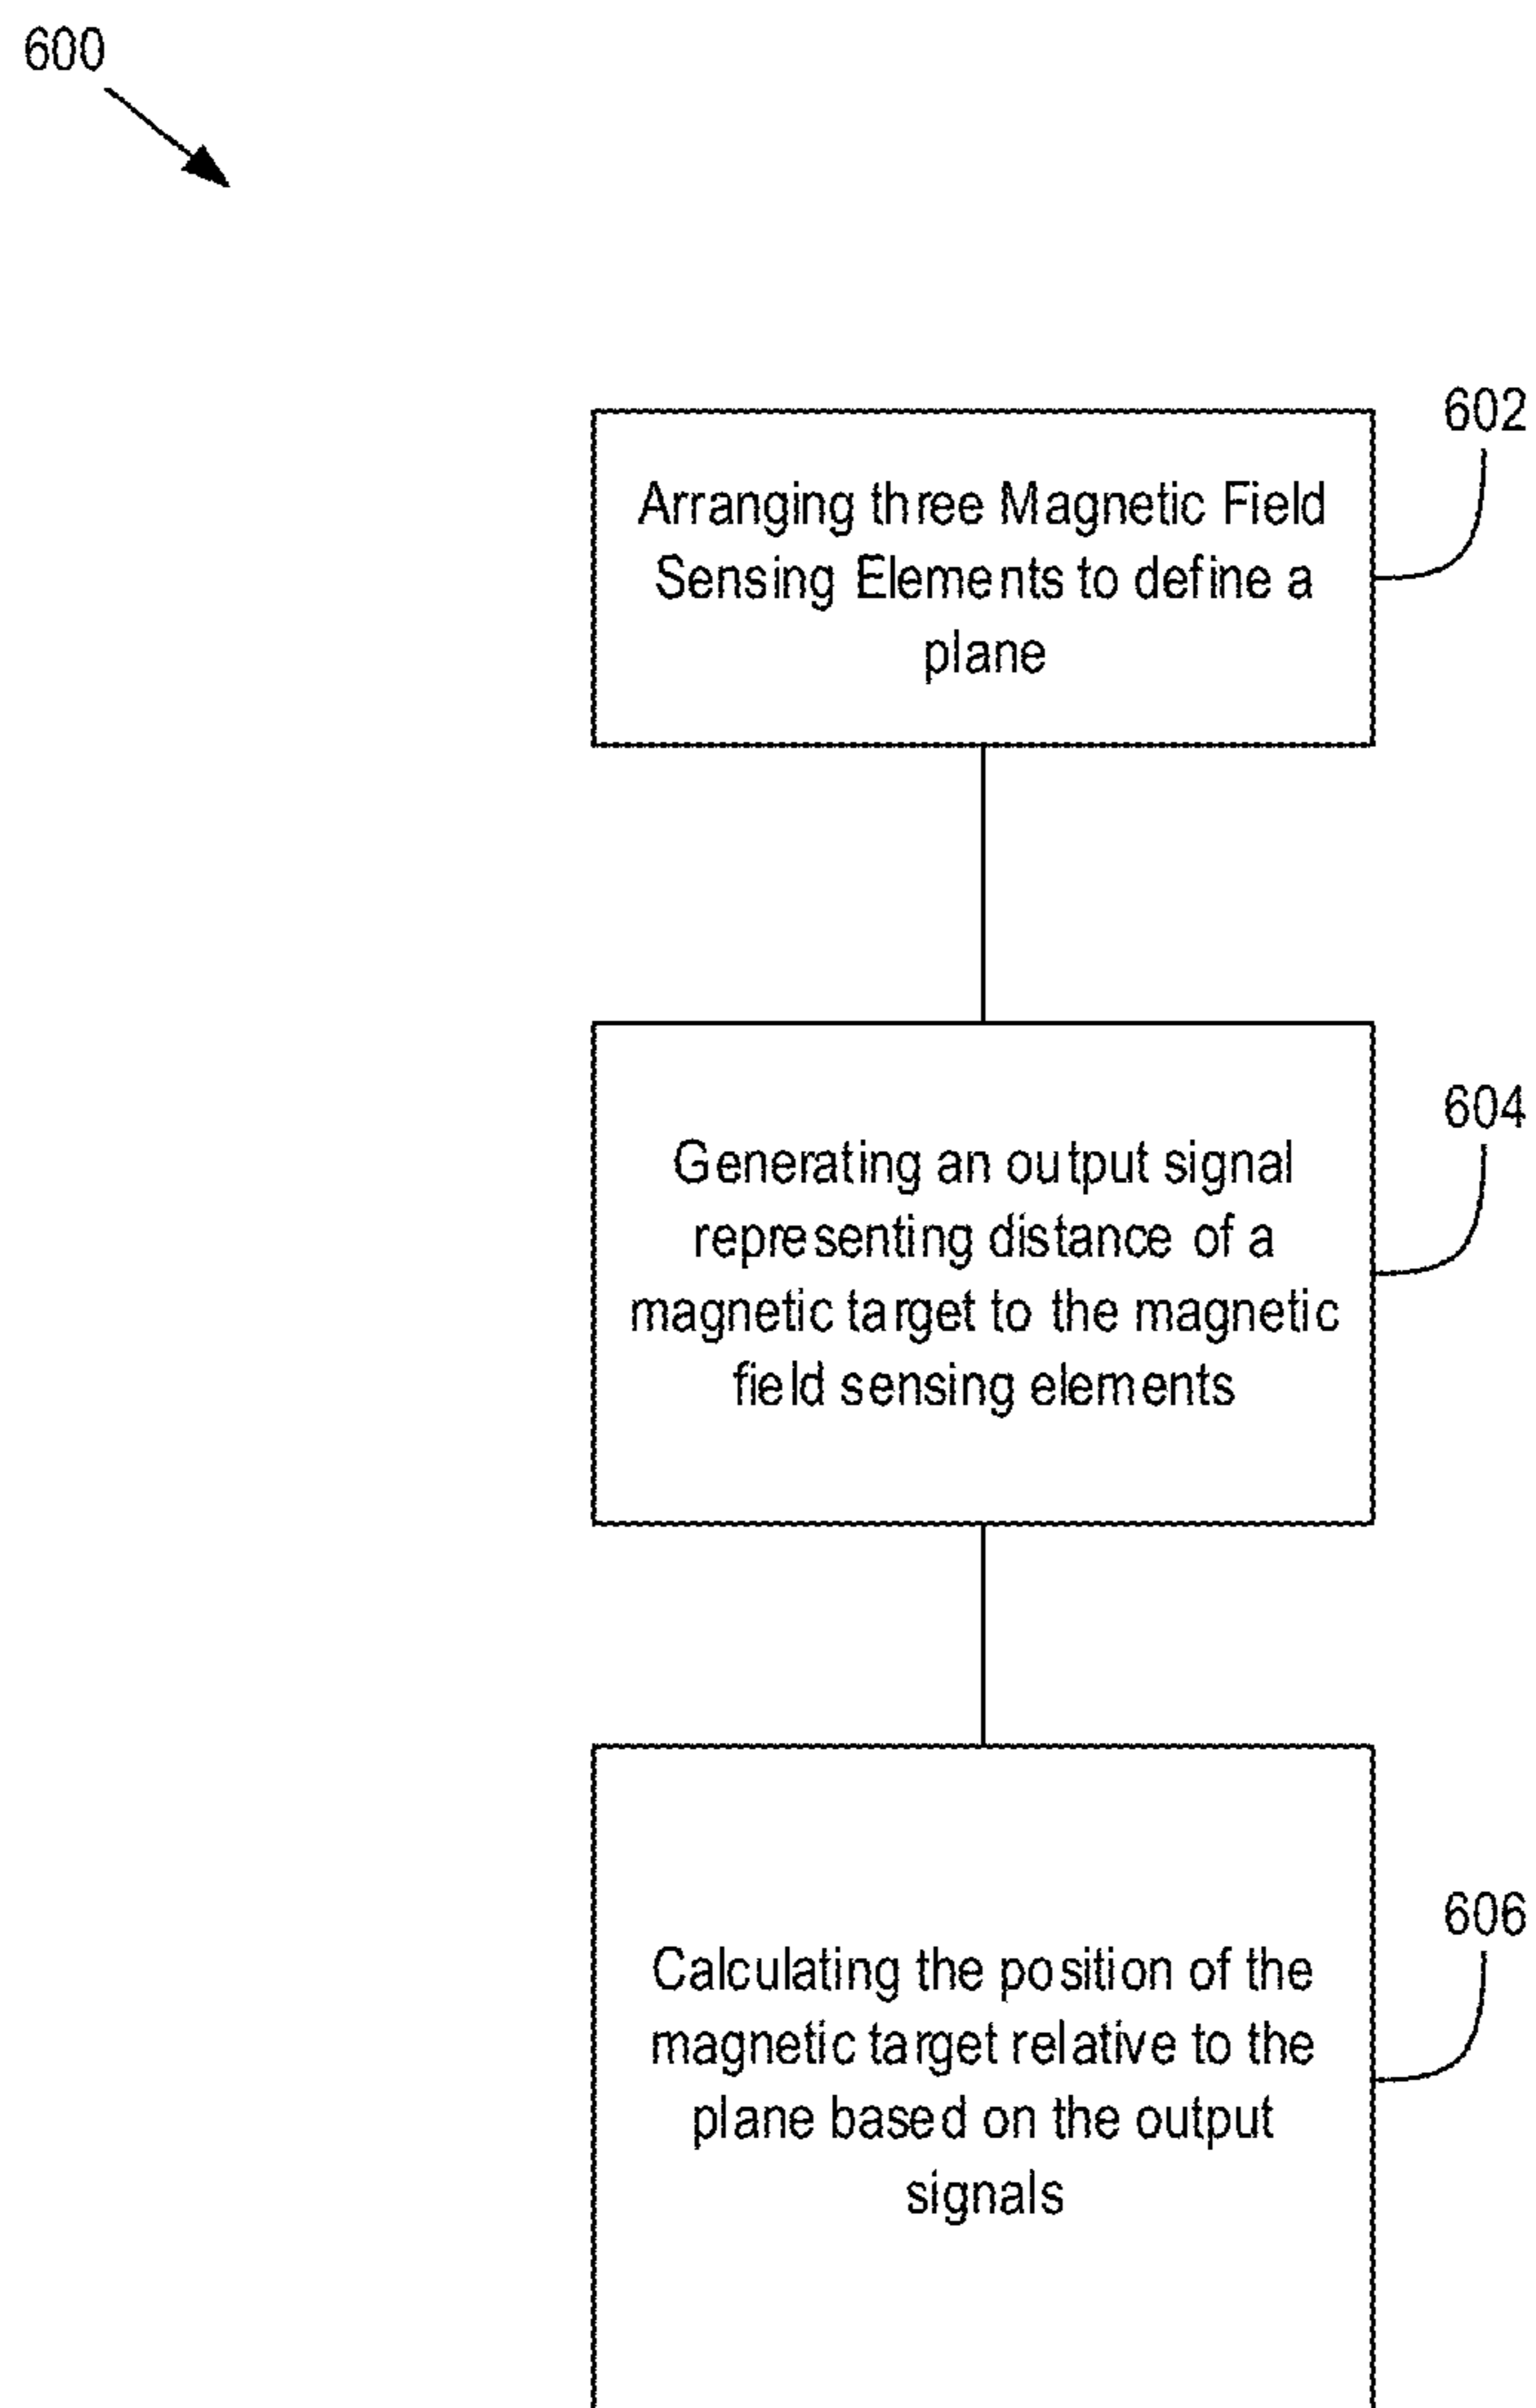 600
602
Arranging three Magnetic Field
Sensing Elements to define a
plane
604
Generating an output signal
representing distance of a
magnetic target to the magnetic
field sensing elements
606
Calculating the position of the
magnetic target relative to the
plane based on the output
signals